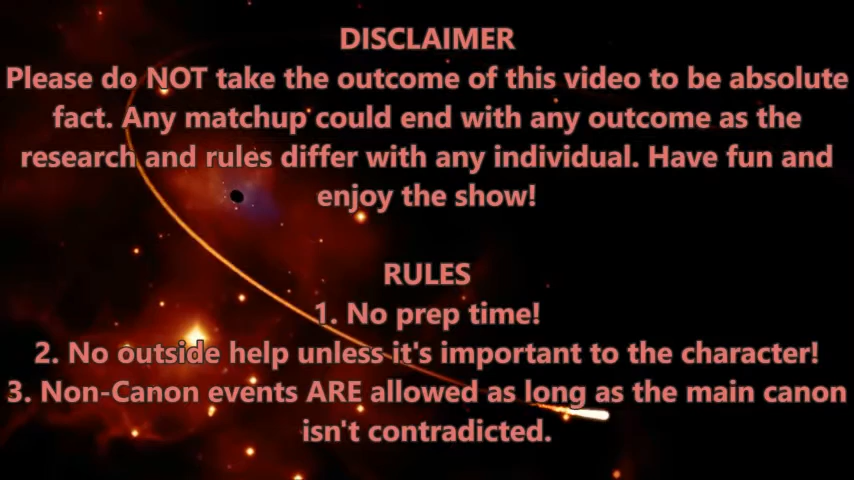 DISCLAIMER
Please do NOT take the outcome of this video to be absolute
fact. Any matchup could end with any outcome as the
research and rules differ with any individual. Have fun and
enjoy the show!
RULES
1. No prep time!
2. No outside help unless it's important to the character!
3. Non-Canon events ARE allowed as long as the main canon
isn't contradicted.